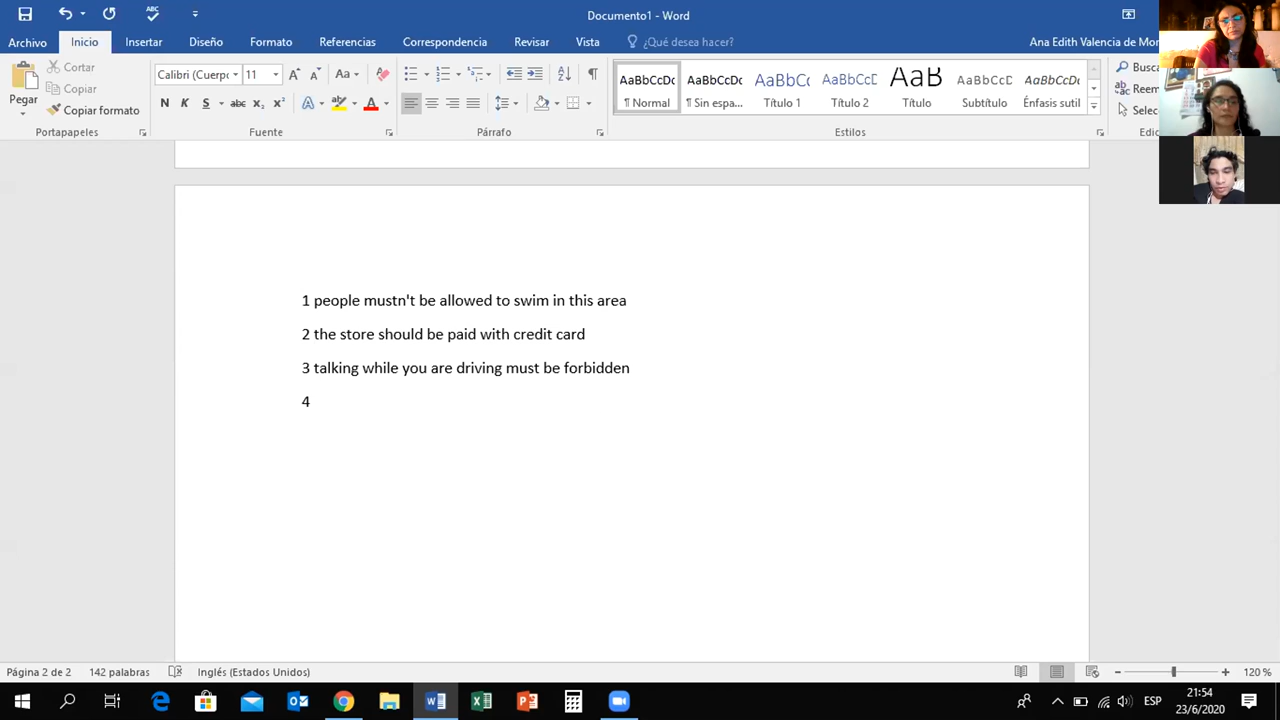 ABC
Documento1 - Word
Archivo Inicio Insertar Diseño Formato Referencias Correspondencia Revisar Vista ¿Qué desea hacer? Ana Edith Valencia de Mor
Pegar
Cortar
Copiar
Copiar formato
Portapapeles
Calibri (Cuerpo 11
Aa
N K S abc x₂ x² A A
Fuente
Párrafo
AaBbCcDc AaBbCcDc AaBbCcD AaBbCcD AaB AaBbCcD AaBbCcDc
¶ Normal ¶ Sin espa... Título 1 Título 2 Título Subtítulo Énfasis sutil
Estilos
Busca
Reem
Selec
Edic
1 people mustn't be allowed to swim in this area
2 the store should be paid with credit card
3 talking while you are driving must be forbidden
4
Página 2 de 2 142 palabras Inglés (Estados Unidos) 120 %
ESP
21:54
23/6/2020